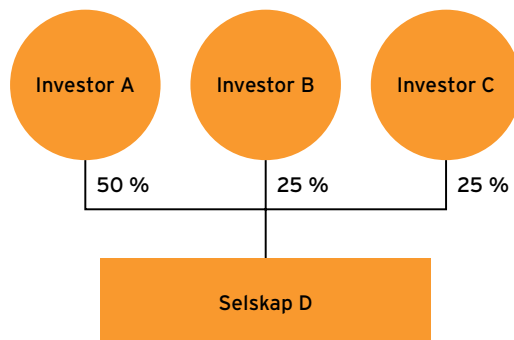 Investor A
Investor B
Investor C
50 %
25 %
25 %
Selskap D